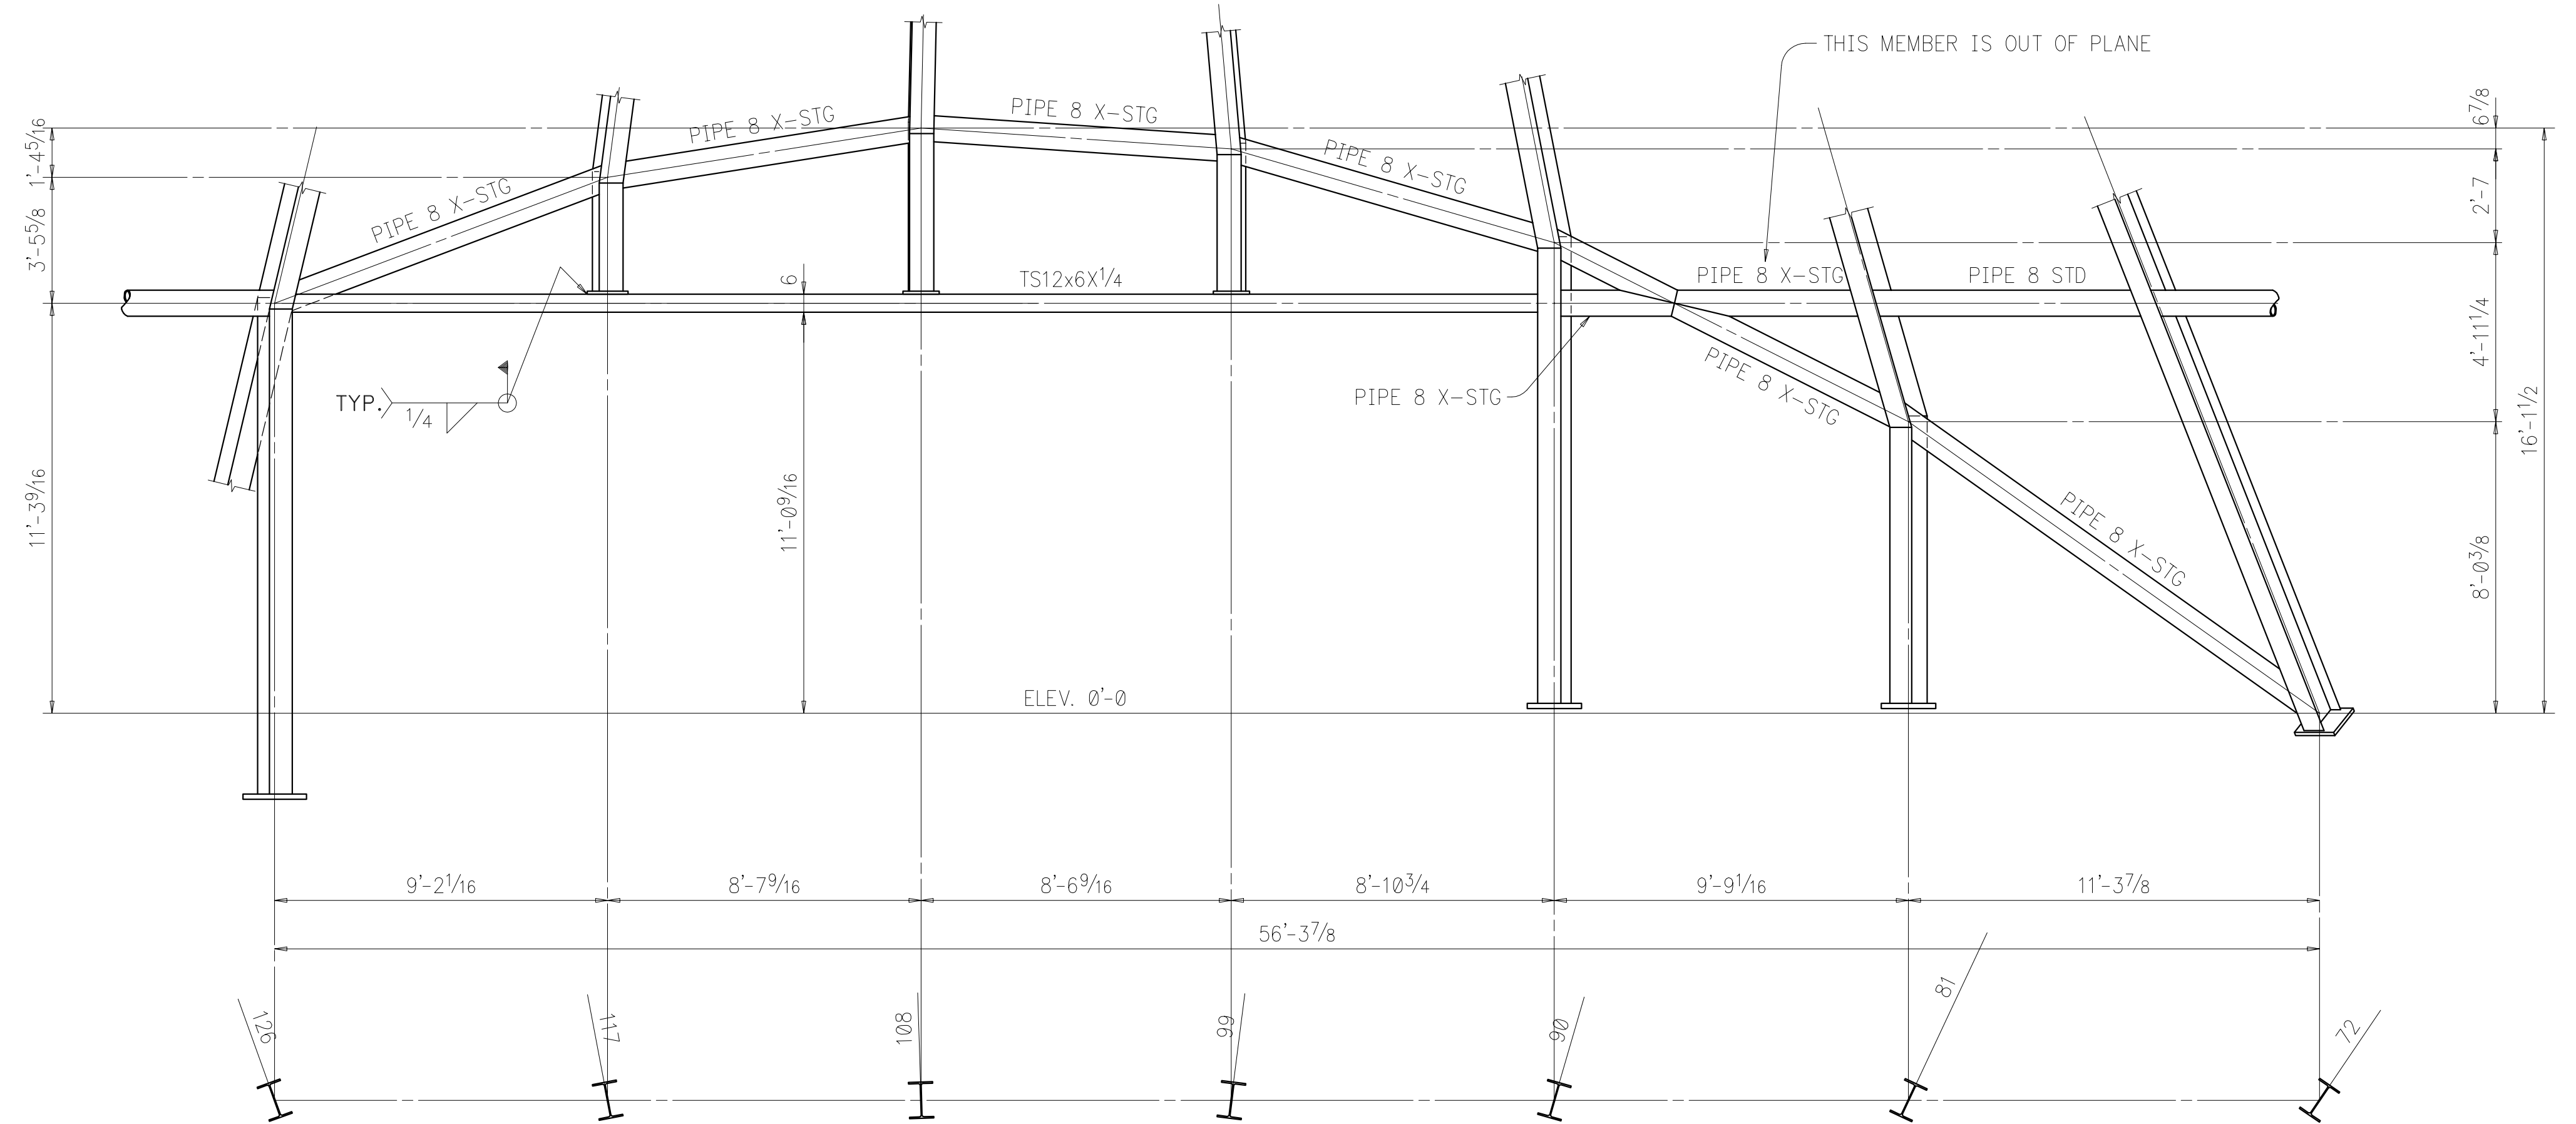 THIS MEMBER IS OUT OF PLANE
6 7/8
1'-4 5/16
PIPE 8 X-STG
PIPE 8 X-STG
PIPE 8 X-STG
PIPE 8 X-STG
2'-7
3'-5 5/8
6
TS12x6X1/4
PIPE 8 X-STG
PIPE 8 STD
4'-11 1/4
TYP.
1/4
PIPE 8 X-STG
PIPE 8 X-STG
16'-1 1/2
11'-3 9/16
11'-0 9/16
PIPE 8 X-STG
8'-0 3/8
ELEV. 0'-0
9'-2 1/16
8'-7 9/16
8'-6 9/16
8'-10 3/4
9'-9 1/16
11'-3 7/8
56'-3 7/8
126
117
108
99
90
81
72